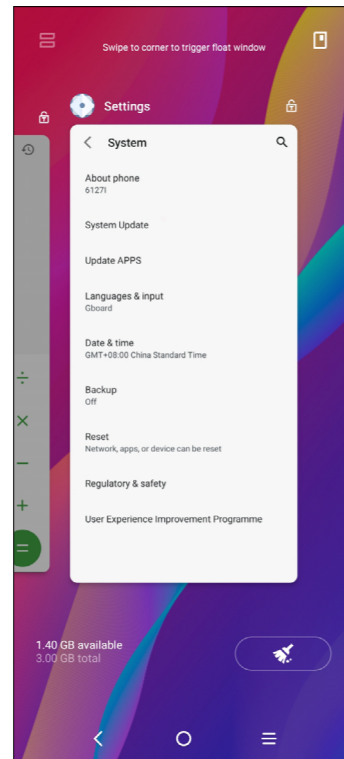 Swipe to corner to trigger float window
Settings
System
About phone
6127I
System Update
Update APPS
Languages & input
Gboard
Date & time
GMT+08:00 China Standard Time
Backup
Off
Reset
Network, apps, or device can be reset
Regulatory & safety
User Experience Improvement Programme
÷
×
−
+
=
1.40 GB available
3.00 GB total